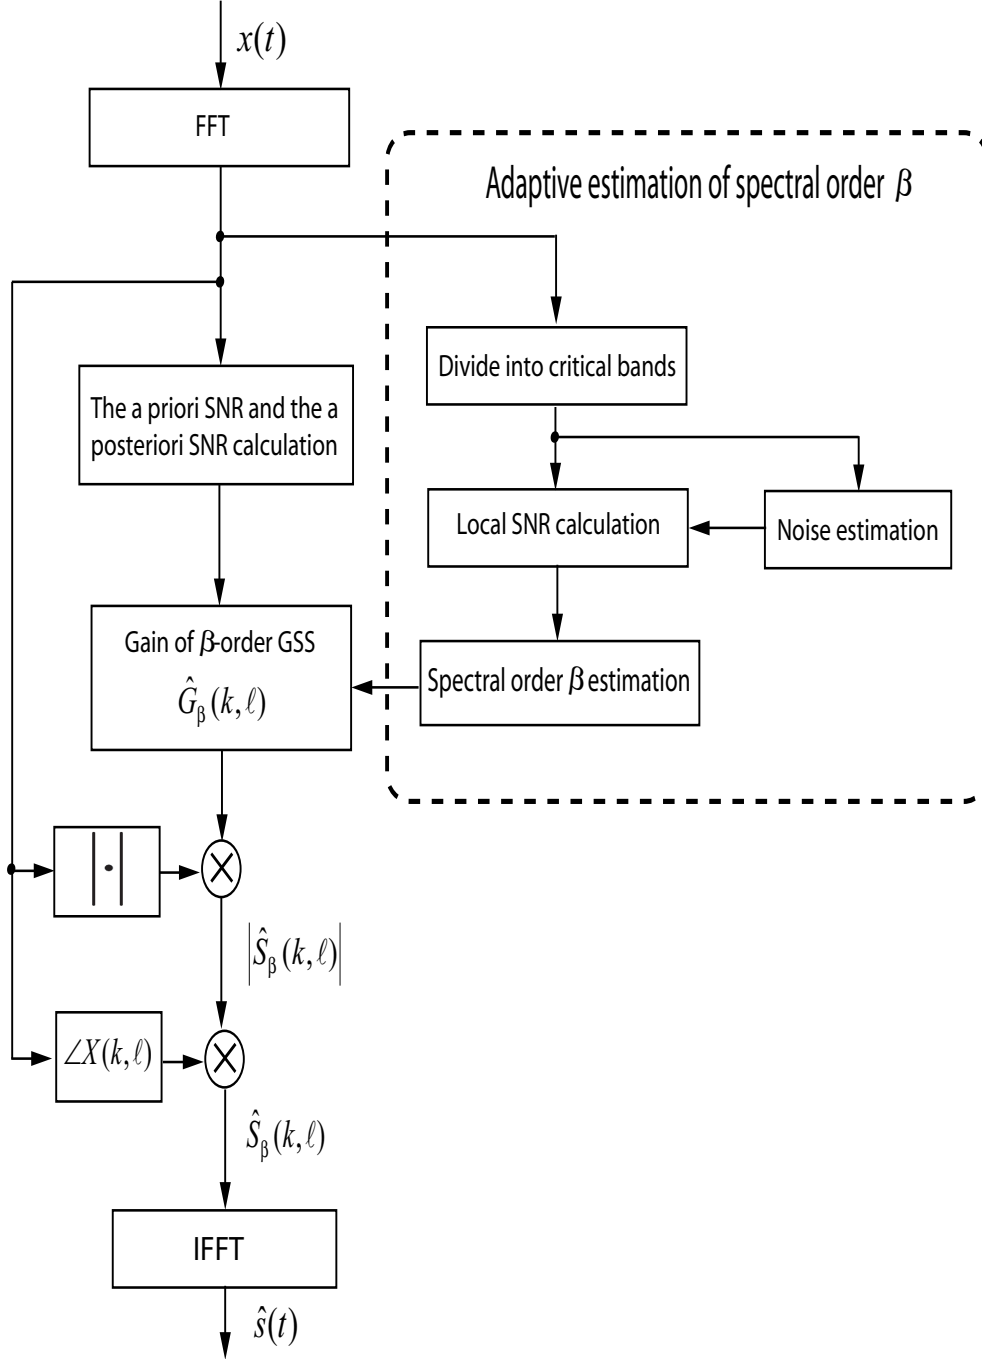 x(t)
FFT
Adaptive estimation of spectral order β
Divide into critical bands
The a priori SNR and the a
posteriori SNR calculation
Local SNR calculation
Noise estimation
Gain of β-order GSS
Ĝ_β(k,ℓ)
Spectral order β estimation
|·|
|Ŝ_β(k,ℓ)|
∠X(k,ℓ)
Ŝ_β(k,ℓ)
IFFT
ŝ(t)